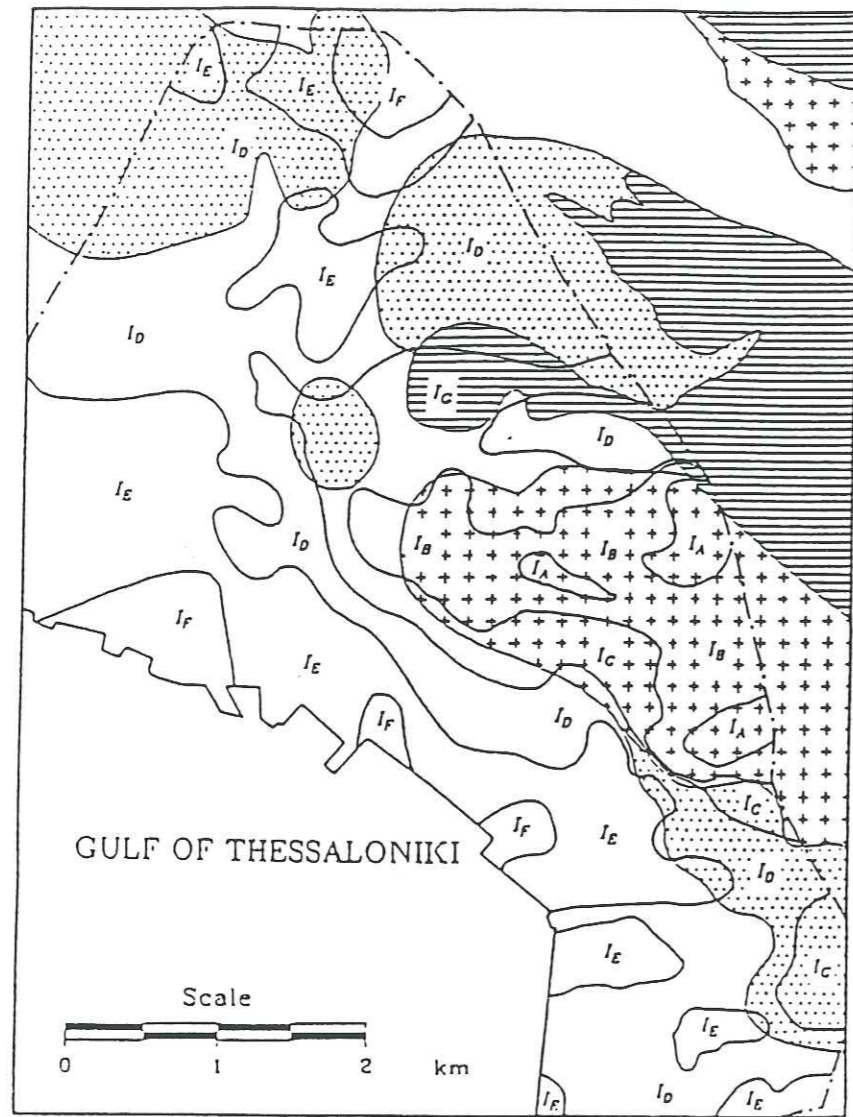 I_E
I_E
I_F
I_D
I_D
I_E
I_D
I_C
I_D
I_E
I_D
I_B
I_B
I_A
I_A
I_F
I_E
I_C
I_B
I_F
I_D
I_A
I_C
I_F
I_E
GULF OF THESSALONIKI
I_D
I_E
I_C
Scale
I_E
0 1 2 km
I_F
I_D
I_E